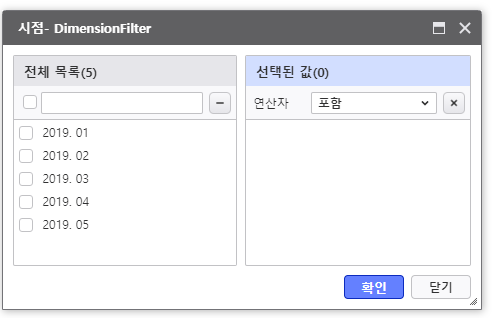 시점- DimensionFilter
전체 목록(5)
선택된 값(0)
연산자 포함
2019. 01
2019. 02
2019. 03
2019. 04
2019. 05
확인 닫기